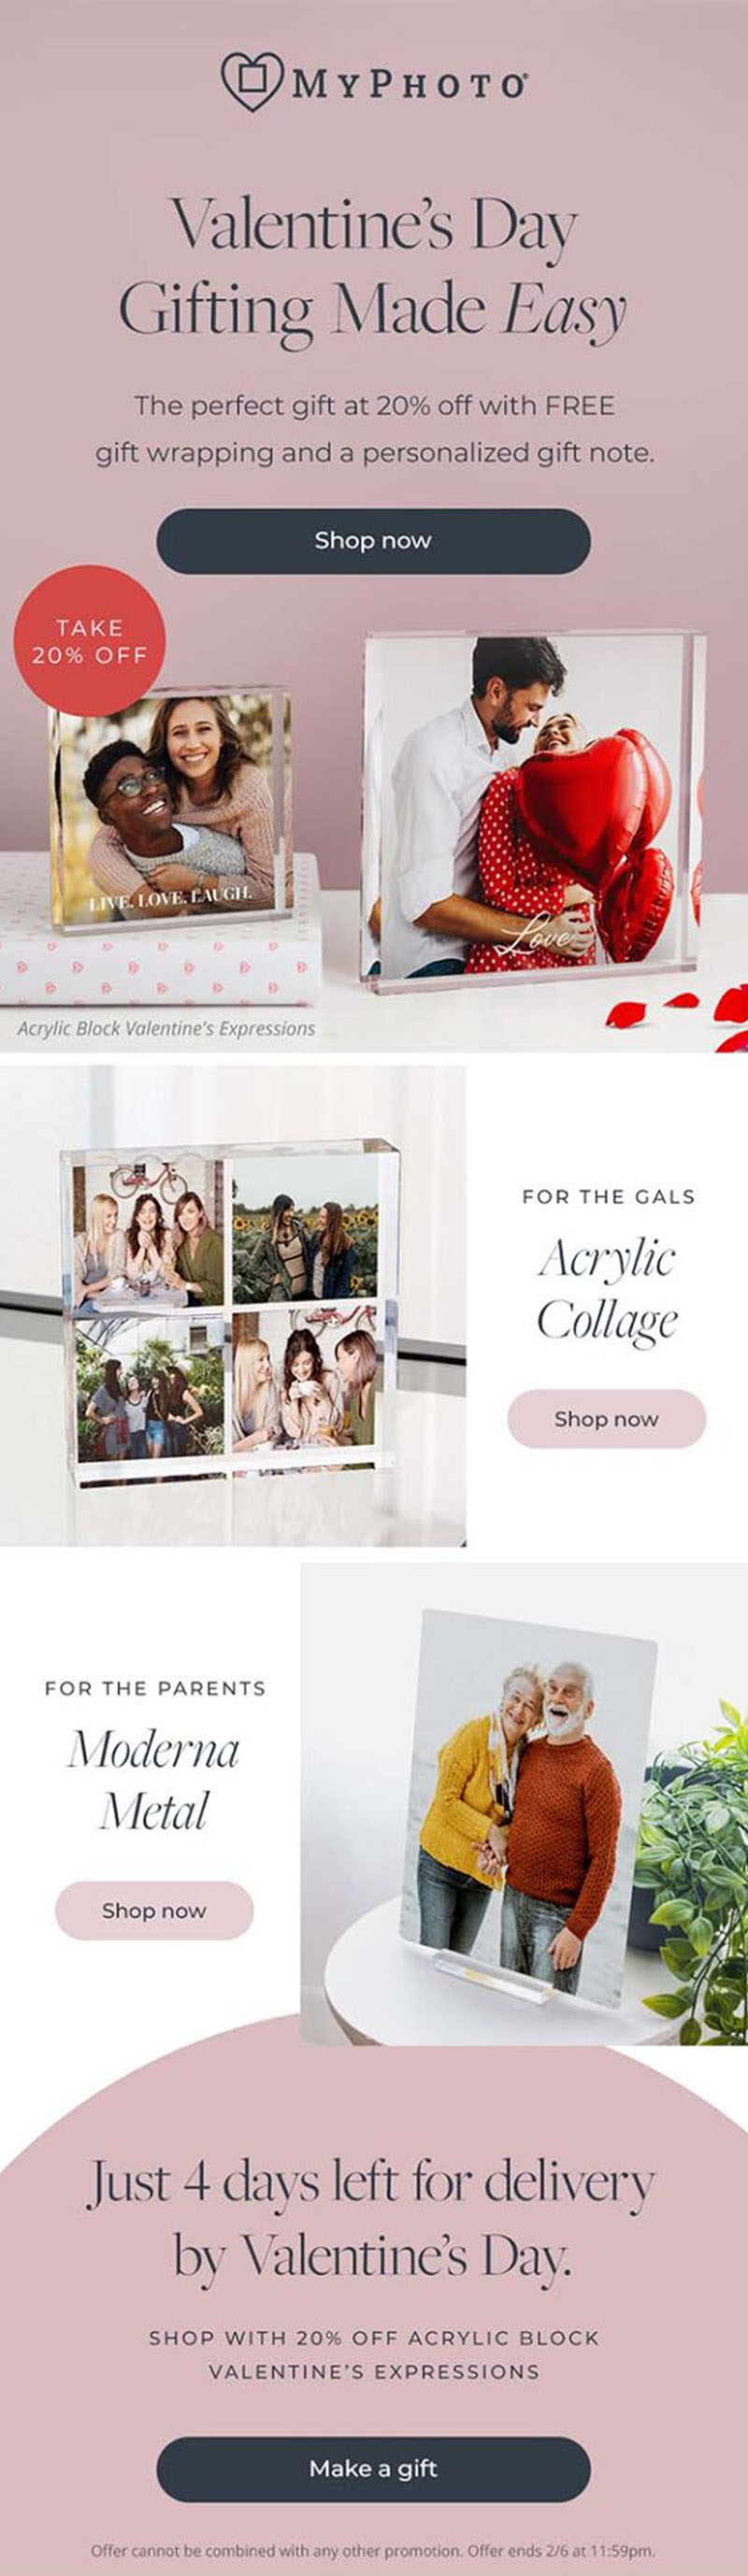 MYPHOTO®
Valentine's Day
Gifting Made Easy
The perfect gift at 20% off with FREE
gift wrapping and a personalized gift note.
Shop now
TAKE
20% OFF
LIVE. LOVE. LAUGH.
Love
Acrylic Block Valentine's Expressions
FOR THE GALS
Acrylic
Collage
Shop now
FOR THE PARENTS
Moderna
Metal
Shop now
Just 4 days left for delivery
by Valentine's Day.
SHOP WITH 20% OFF ACRYLIC BLOCK
VALENTINE'S EXPRESSIONS
Make a gift
Offer cannot be combined with any other promotion. Offer ends 2/6 at 11:59pm.